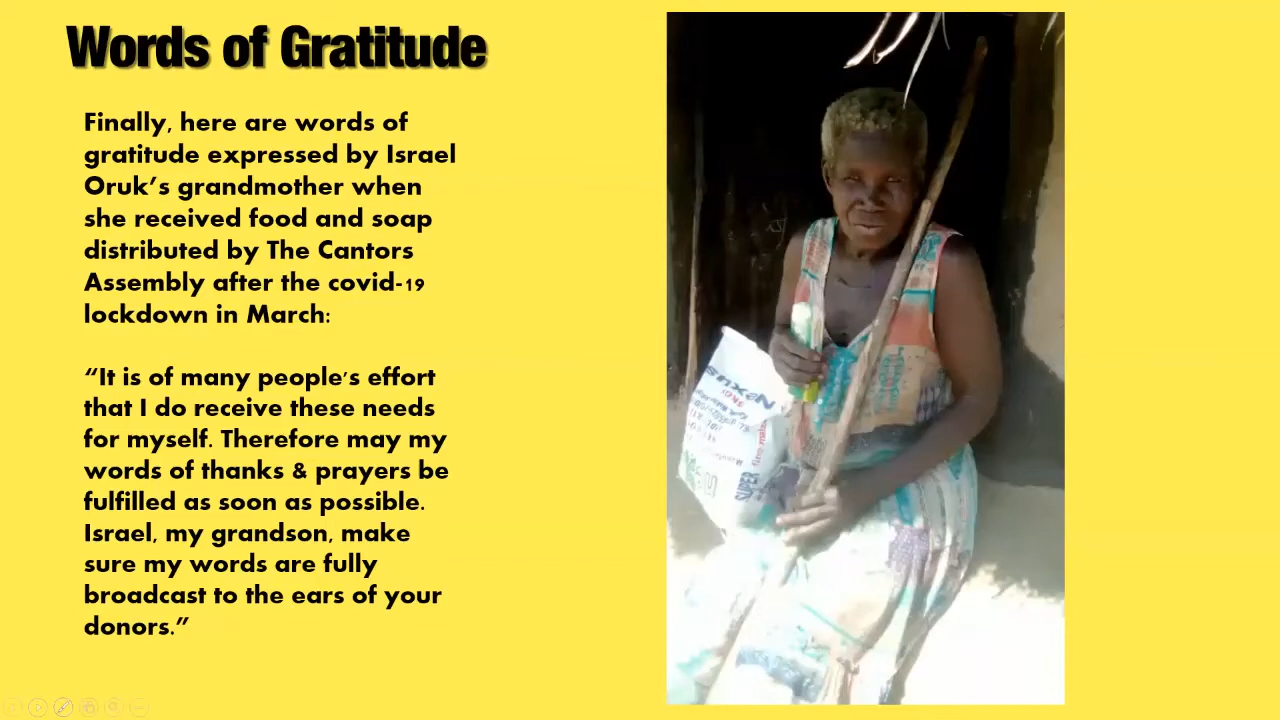 Words of Gratitude
Finally, here are words of
gratitude expressed by Israel
Oruk’s grandmother when
she received food and soap
distributed by The Cantors
Assembly after the covid-19
lockdown in March:
“It is of many people's effort
that I do receive these needs
for myself. Therefore may my
words of thanks & prayers be
fulfilled as soon as possible.
Israel, my grandson, make
sure my words are fully
broadcast to the ears of your
donors.”
SUPER